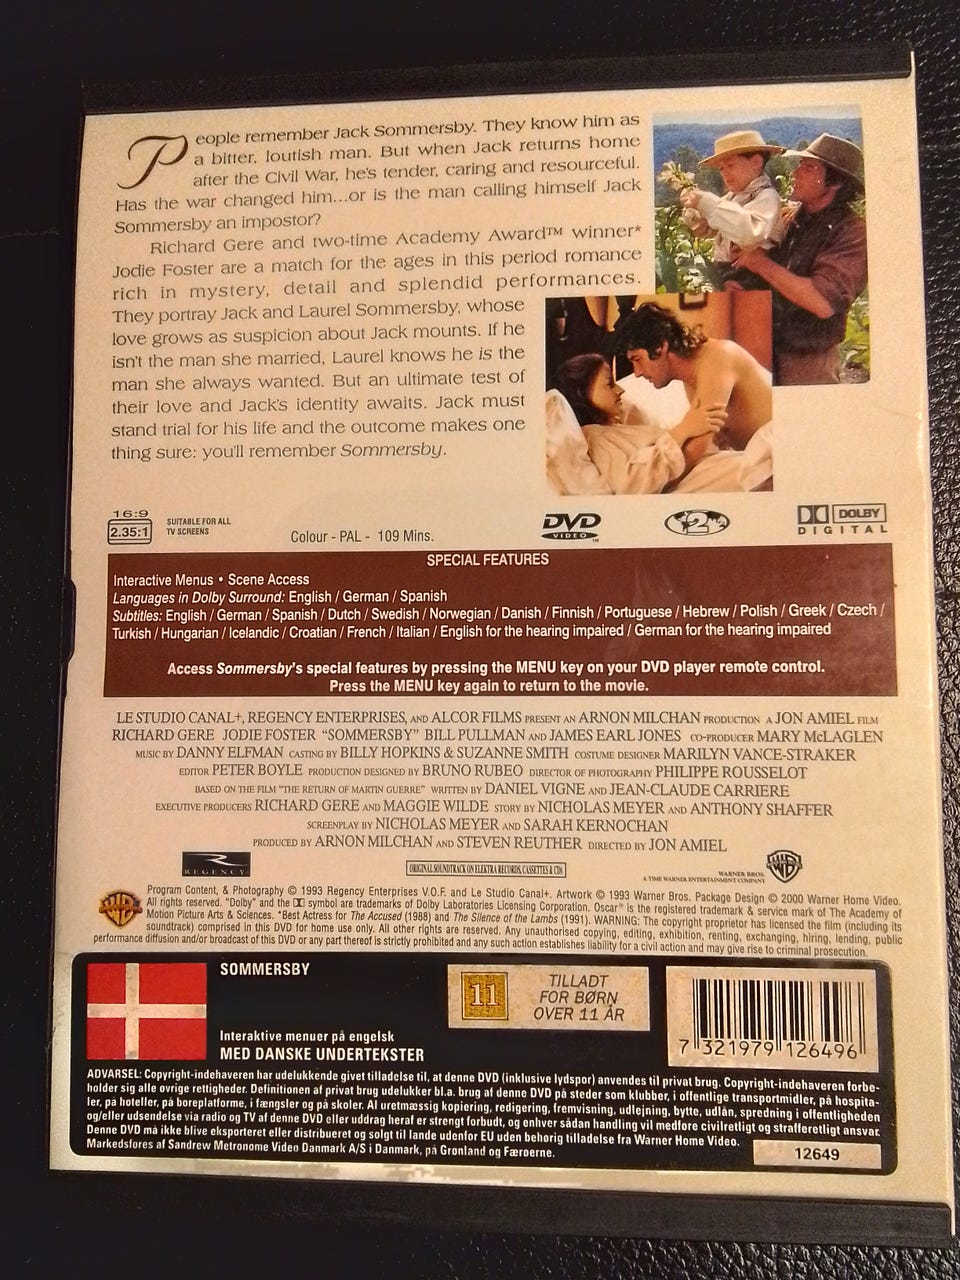 People remember Jack Sommersby. They know him as
a bitter, loutish man. But when Jack returns home
after the Civil War, he's tender, caring and resourceful.
Has the war changed him...or is the man calling himself Jack
Sommersby an impostor?
Richard Gere and two-time Academy Award™ winner*
Jodie Foster are a match for the ages in this period romance
rich in mystery, detail and splendid performances.
They portray Jack and Laurel Sommersby, whose
love grows as suspicion about Jack mounts. If he
isn't the man she married, Laurel knows he is the
man she always wanted. But an ultimate test of
their love and Jack's identity awaits. Jack must
stand trial for his life and the outcome makes one
thing sure: you'll remember Sommersby.
16:9
2.35:1
SUITABLE FOR ALL
TV SCREENS
Colour - PAL - 109 Mins.
DVD
VIDEO
2
DOLBY
DIGITAL
SPECIAL FEATURES
Interactive Menus • Scene Access
Languages in Dolby Surround: English / German / Spanish
Subtitles: English / German / Spanish / Dutch / Swedish / Norwegian / Danish / Finnish / Portuguese / Hebrew / Polish / Greek / Czech /
Turkish / Hungarian / Icelandic / Croatian / French / Italian / English for the hearing impaired / German for the hearing impaired
Access Sommersby's special features by pressing the MENU key on your DVD player remote control.
Press the MENU key again to return to the movie.
LE STUDIO CANAL+, REGENCY ENTERPRISES, AND ALCOR FILMS PRESENT AN ARNON MILCHAN PRODUCTION A JON AMIEL FILM
RICHARD GERE JODIE FOSTER "SOMMERSBY" BILL PULLMAN AND JAMES EARL JONES CO-PRODUCER MARY McLAGLEN
MUSIC BY DANNY ELFMAN CASTING BY BILLY HOPKINS & SUZANNE SMITH COSTUME DESIGNER MARILYN VANCE-STRAKER
EDITOR PETER BOYLE PRODUCTION DESIGNED BY BRUNO RUBEO DIRECTOR OF PHOTOGRAPHY PHILIPPE ROUSSELOT
BASED ON THE FILM "THE RETURN OF MARTIN GUERRE" WRITTEN BY DANIEL VIGNE AND JEAN-CLAUDE CARRIERE
EXECUTIVE PRODUCERS RICHARD GERE AND MAGGIE WILDE STORY BY NICHOLAS MEYER AND ANTHONY SHAFFER
SCREENPLAY BY NICHOLAS MEYER AND SARAH KERNOCHAN
PRODUCED BY ARNON MILCHAN AND STEVEN REUTHER DIRECTED BY JON AMIEL
REGENCY
ORIGINAL SOUNDTRACK ON ELEKTRA RECORDS, CASSETTES & CDS
WARNER BROS.
A TIME WARNER ENTERTAINMENT COMPANY
Program Content, & Photography © 1993 Regency Enterprises V.O.F. and Le Studio Canal+. Artwork © 1993 Warner Bros. Package Design © 2000 Warner Home Video.
All rights reserved. "Dolby" and the symbol are trademarks of Dolby Laboratories Licensing Corporation. Oscar® is the registered trademark & service mark of The Academy of
Motion Picture Arts & Sciences. *Best Actress for The Accused (1988) and The Silence of the Lambs (1991). WARNING: The copyright proprietor has licensed the film (including its
soundtrack) comprised in this DVD for home use only. All other rights are reserved. Any unauthorised copying, editing, exhibition, renting, exchanging, hiring, lending, public
performance diffusion and/or broadcast of this DVD or any part thereof is strictly prohibited and any such action establishes liability for a civil action and may give rise to criminal prosecution.
SOMMERSBY
Interaktive menuer på engelsk
MED DANSKE UNDERTEKSTER
11
TILLADT
FOR BØRN
OVER 11 ÅR
7 321979 126496
ADVARSEL: Copyright-indehaveren har udelukkende givet tilladelse til, at denne DVD (inklusive lydspor) anvendes til privat brug. Copyright-indehaveren forbe-
holder sig alle øvrige rettigheder. Definitionen af privat brug udelukker bl.a. brug af denne DVD på steder som klubber, i offentlige transportmidler, på hospita-
ler, på hoteller, på boreplatforme, i fængsler og på skoler. Al uretmæssig kopiering, redigering, fremvisning, udlejning, bytte, udlån, spredning i offentligheden
og/eller udsendelse via radio og TV af denne DVD eller uddrag heraf er strengt forbudt, og enhver sådan handling vil medføre civilretligt og strafferetligt ansvar.
Denne DVD må ikke blive eksporteret eller distribueret og solgt til lande udenfor EU uden behørig tilladelse fra Warner Home Video.
Markedsføres af Sandrew Metronome Video Danmark A/S i Danmark, på Grønland og Færøerne.
12649